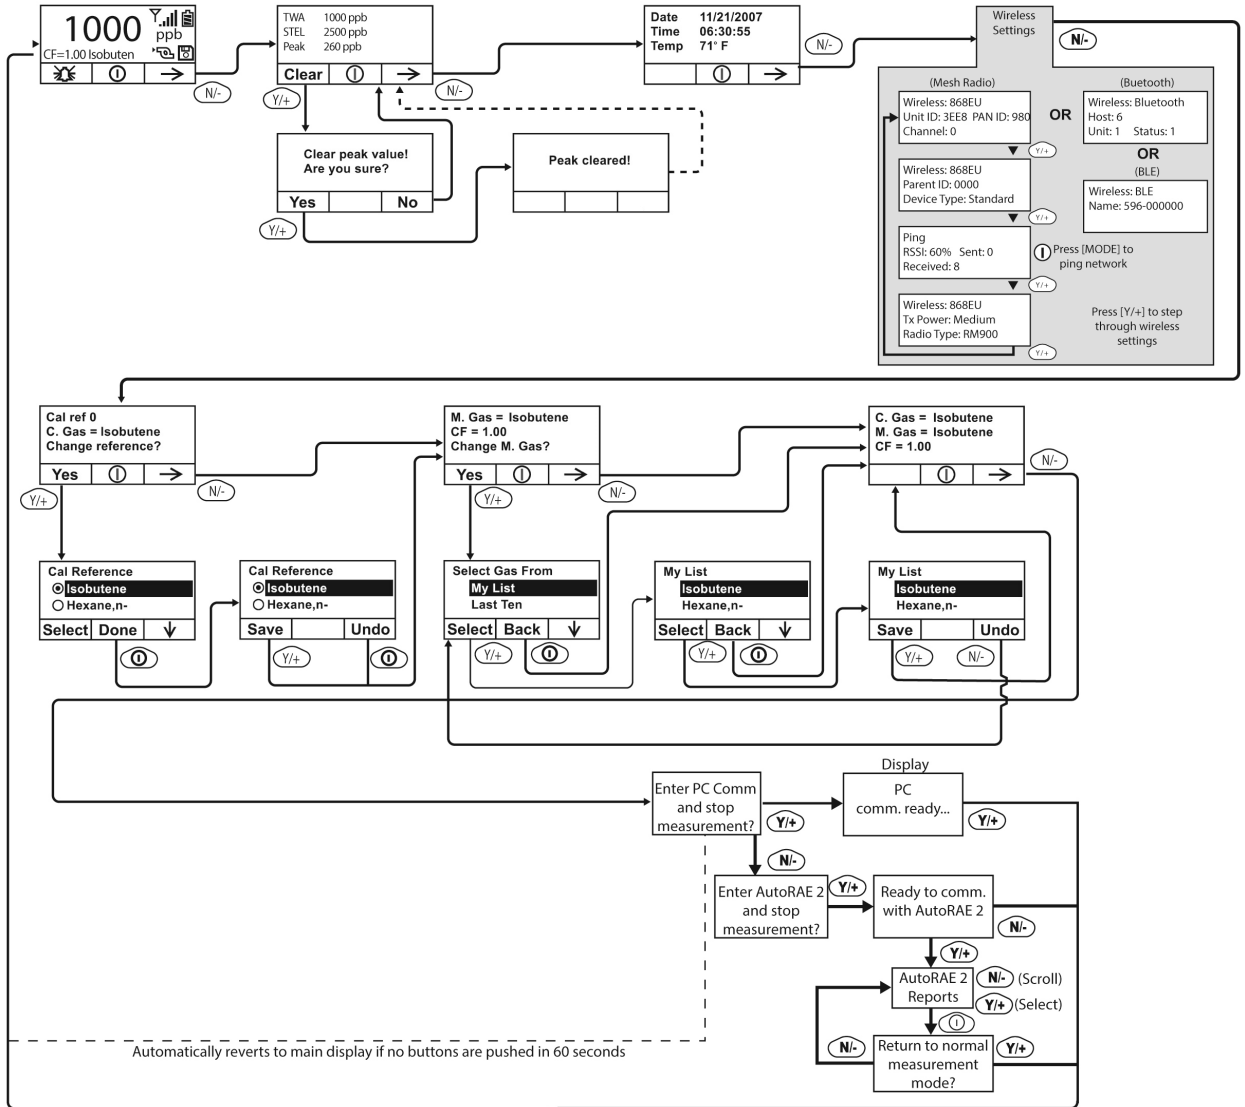 1000
ppb
CF=1.00 Isobuten
N/-
TWA 1000 ppb
STEL 2500 ppb
Peak 260 ppb
Clear
Y/+
N/-
Date 11/21/2007
Time 06:30:55
Temp 71° F
N/-
Wireless
Settings
N/-
Clear peak value!
Are you sure?
Yes No
Y/+
Peak cleared!
(Mesh Radio)
Wireless: 868EU
Unit ID: 3EE8 PAN ID: 980
Channel: 0
Y/+
Wireless: 868EU
Parent ID: 0000
Device Type: Standard
Y/+
Ping
RSSI: 60% Sent: 0
Received: 8
Y/+
Wireless: 868EU
Tx Power: Medium
Radio Type: RM900
Y/+
OR
(Buetooth)
Wireless: Bluetooth
Host: 6
Unit: 1 Status: 1
OR
(BLE)
Wireless: BLE
Name: 596-000000
Press [MODE] to
ping network
Press [Y/+] to step
through wireless
settings
Cal ref 0
C. Gas = Isobutene
Change reference?
Yes
Y/+
N/-
M. Gas = Isobutene
CF = 1.00
Change M. Gas?
Yes
Y/+
N/-
C. Gas = Isobutene
M. Gas = Isobutene
CF = 1.00
N/-
Cal Reference
Isobutene
Hexane,n-
Select Done
Cal Reference
Isobutene
Hexane,n-
Save Undo
Y/+
Select Gas From
My List
Last Ten
Select Back
Y/+
My List
Isobutene
Hexane,n-
Select Back
Y/+
My List
Isobutene
Hexane,n-
Save Undo
Y/+
N/-
Enter PC Comm
and stop
measurement?
Y/+
N/-
Display
PC
comm. ready...
Y/+
Enter AutoRAE 2
and stop
measurement?
Y/+
Ready to comm.
with AutoRAE 2
N/-
Y/+
AutoRAE 2
Reports
N/- (Scroll)
Y/+ (Select)
Return to normal
measurement
mode?
N/-
Y/+
Automatically reverts to main display if no buttons are pushed in 60 seconds